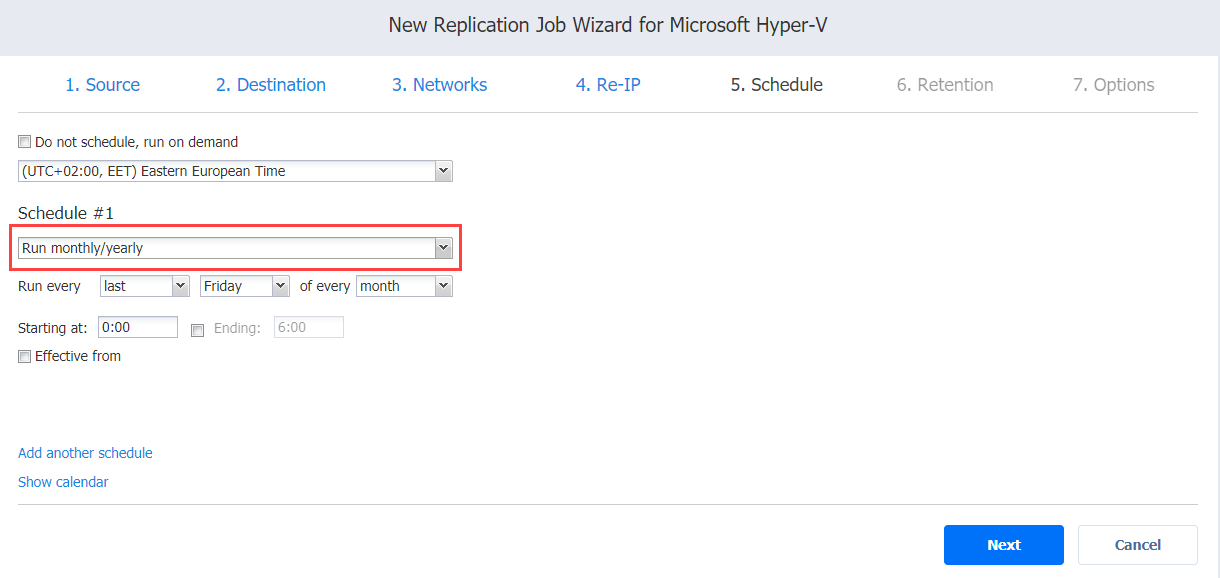 New Replication Job Wizard for Microsoft Hyper-V
1. Source 2. Destination 3. Networks 4. Re-IP 5. Schedule 6. Retention 7. Options
Do not schedule, run on demand
(UTC+02:00, EET) Eastern European Time
Schedule #1
Run monthly/yearly
Run every last Friday of every month
Starting at: 0:00 Ending: 6:00
Effective from
Add another schedule
Show calendar
Next Cancel